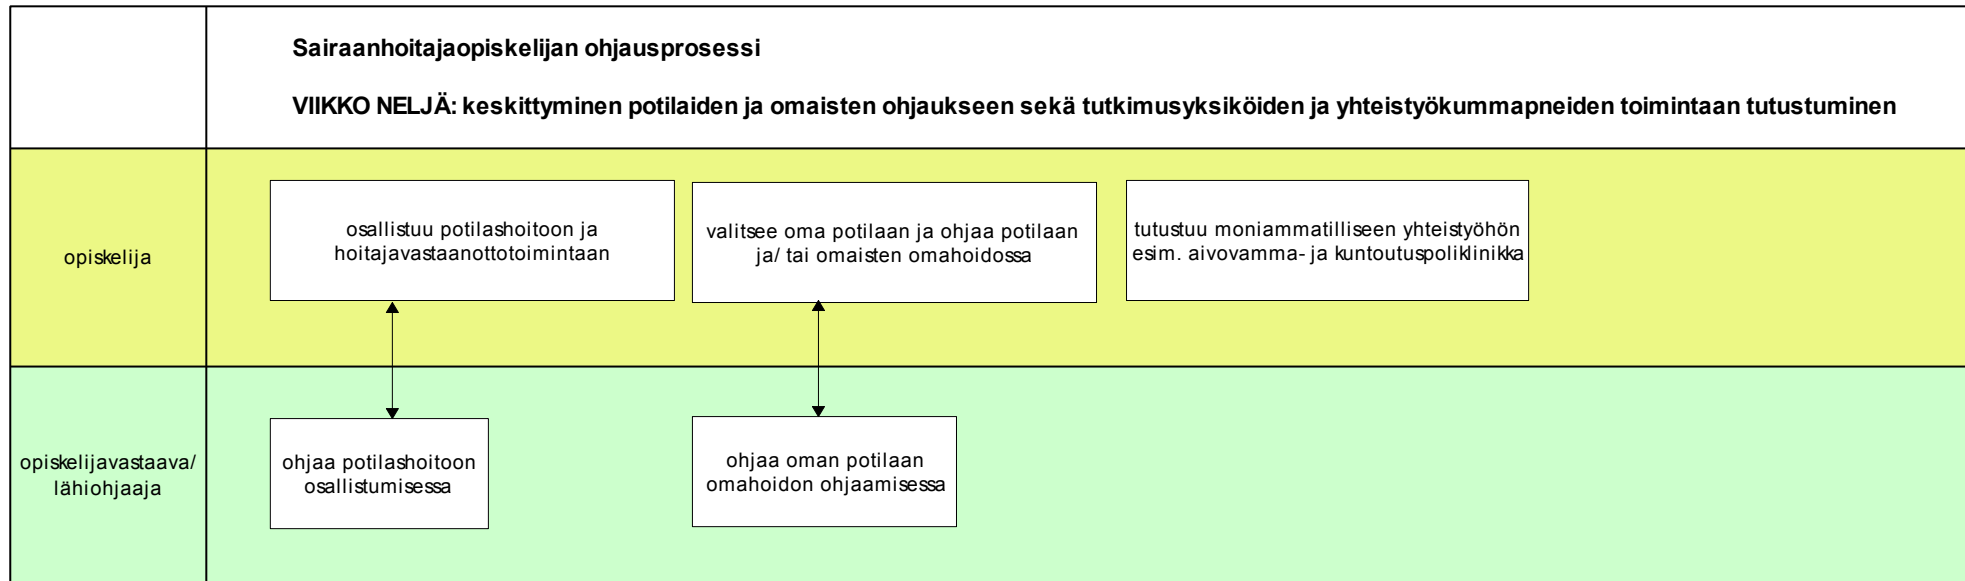 Sairaanhoitajaopiskelijan ohjausprosessi
VIIKKO NELJÄ: keskittyminen potilaiden ja omaisten ohjaukseen sekä tutkimusyksiköiden ja yhteistyökummapneiden toimintaan tutustuminen
opiskelija
osallistuu potilashoitoon ja
hoitajavastaanottotoimintaan
valitsee oma potilaan ja ohjaa potilaan
ja/ tai omaisten omahoidossa
tutustuu moniammatilliseen yhteistyöhön
esim. aivovamma- ja kuntoutuspoliklinikka
opiskelijavastaava/
lähiohjaaja
ohjaa potilashoitoon
osallistumisessa
ohjaa oman potilaan
omahoidon ohjaamisessa